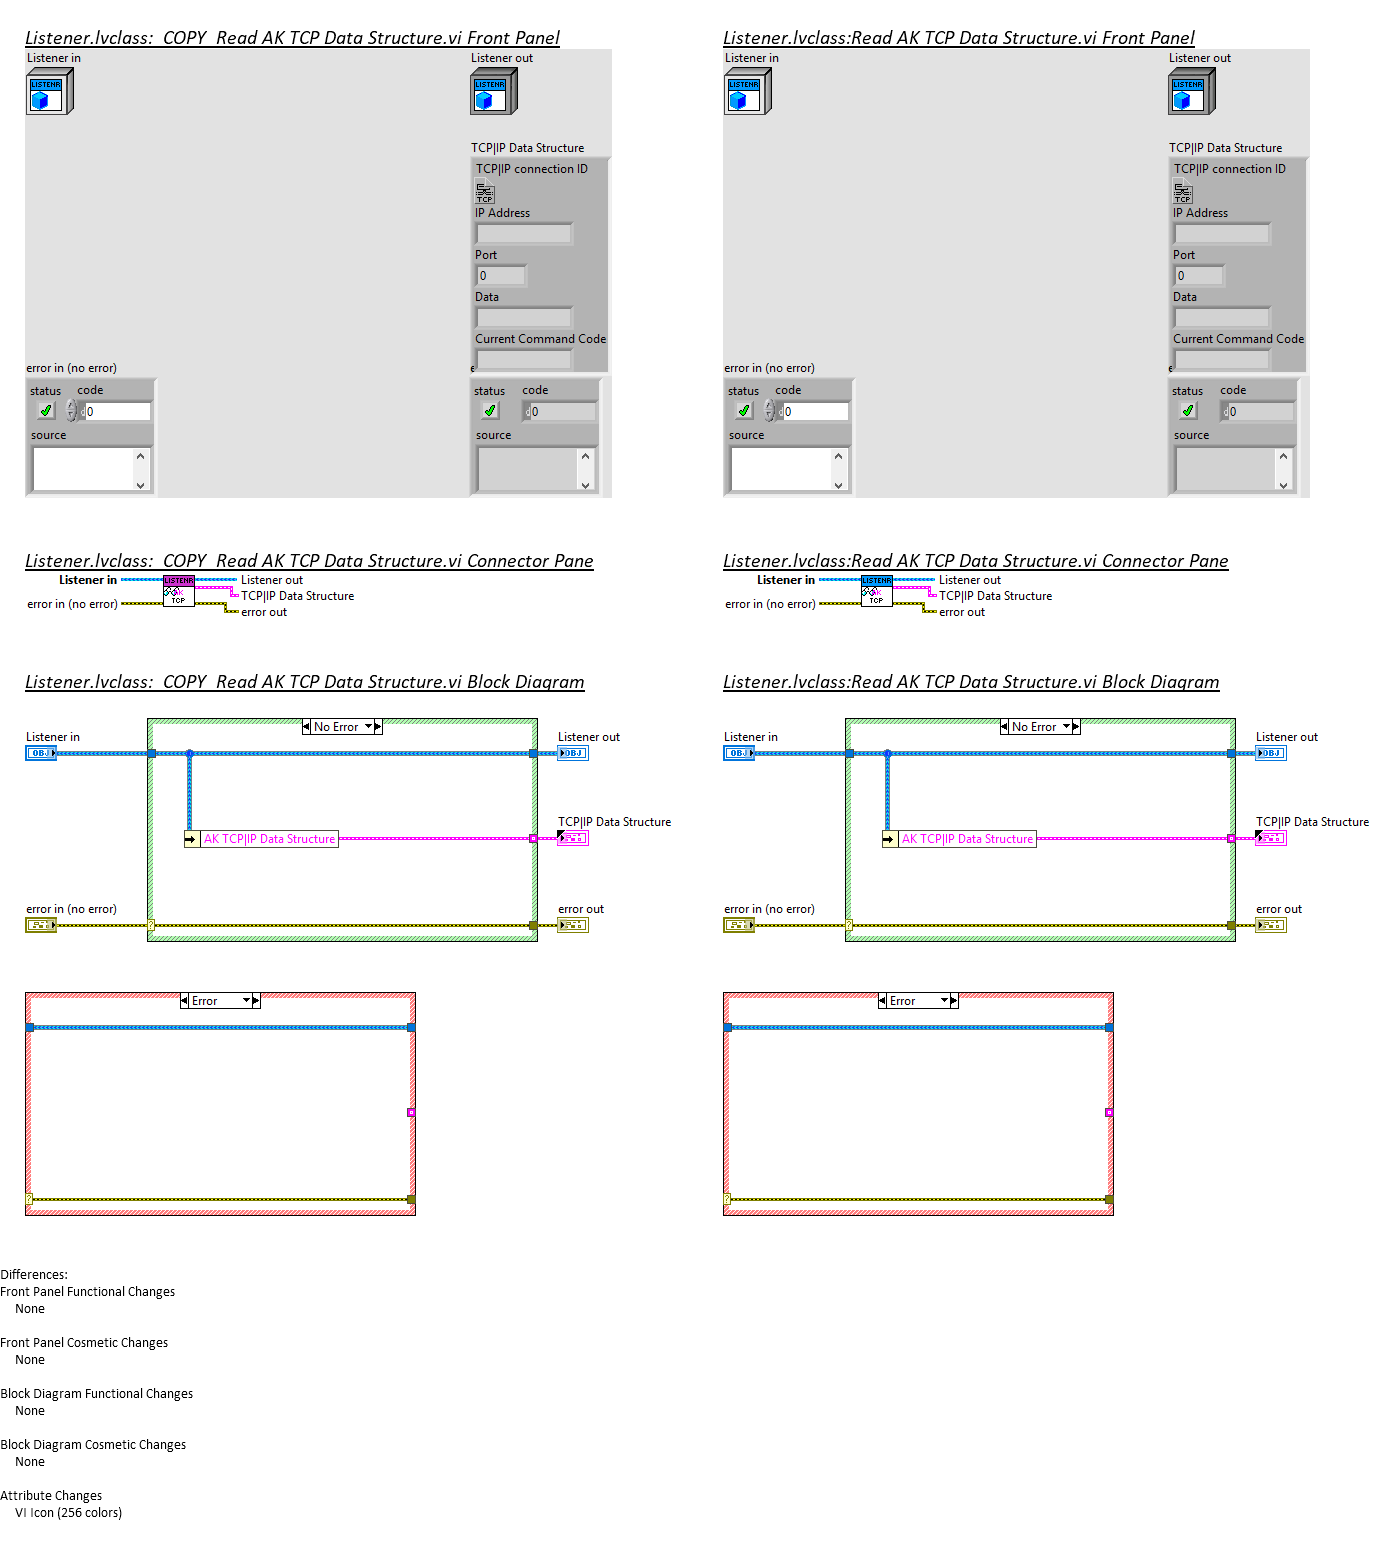 Listener.lvclass:  COPY  Read AK TCP Data Structure.vi Front Panel
Listener in
Listener out
LISTENR
LISTENR
TCP|IP Data Structure
TCP|IP connection ID
TCP
IP Address
Port
0
Data
Current Command Code
error in (no error)
e
status code
d 0
source
status code
d 0
source
Listener.lvclass:Read AK TCP Data Structure.vi Front Panel
Listener in
Listener out
LISTENR
LISTENR
TCP|IP Data Structure
TCP|IP connection ID
TCP
IP Address
Port
0
Data
Current Command Code
error in (no error)
e
status code
d 0
source
status code
d 0
source
Listener.lvclass:  COPY  Read AK TCP Data Structure.vi Connector Pane
Listener in
LISTENR
AK
TCP
Listener out
TCP|IP Data Structure
error in (no error)
error out
Listener.lvclass:Read AK TCP Data Structure.vi Connector Pane
Listener in
LISTENR
AK
TCP
Listener out
TCP|IP Data Structure
error in (no error)
error out
Listener.lvclass:  COPY  Read AK TCP Data Structure.vi Block Diagram
No Error
Listener in
OBJ
Listener out
OBJ
TCP|IP Data Structure
AK TCP|IP Data Structure
error in (no error)
?
error out
Error
?
Listener.lvclass:Read AK TCP Data Structure.vi Block Diagram
No Error
Listener in
OBJ
Listener out
OBJ
TCP|IP Data Structure
AK TCP|IP Data Structure
error in (no error)
?
error out
Error
?
Differences:
Front Panel Functional Changes
None
Front Panel Cosmetic Changes
None
Block Diagram Functional Changes
None
Block Diagram Cosmetic Changes
None
Attribute Changes
VI Icon (256 colors)